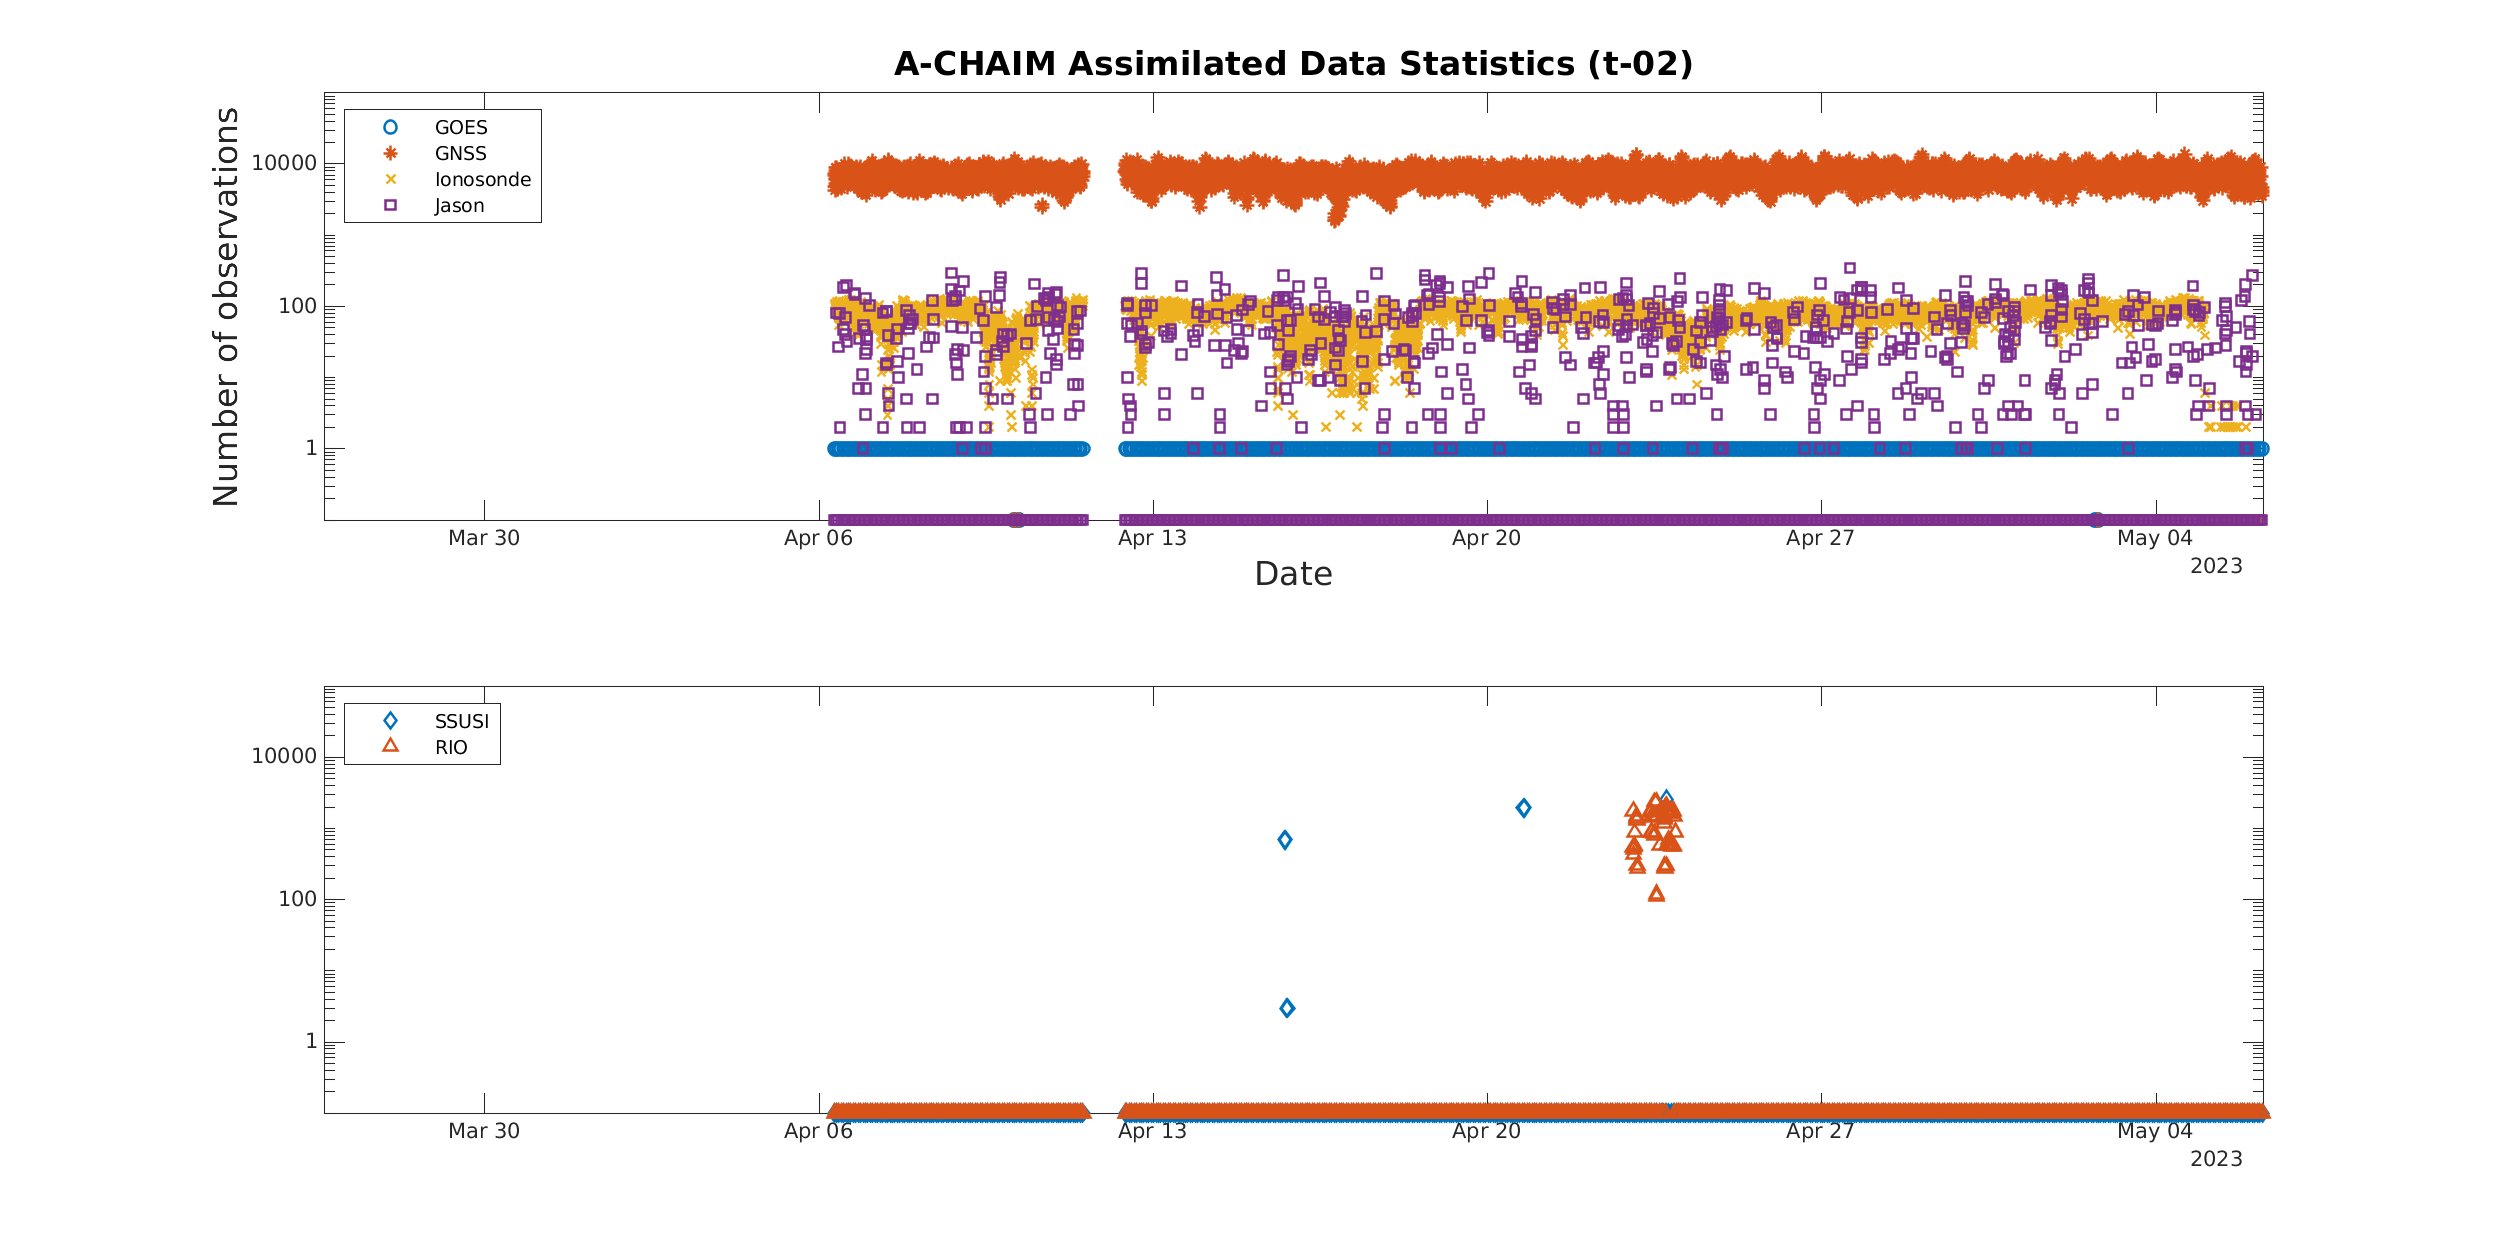 A-CHAIM Assimilated Data Statistics (t-02)
Number of observations
GOES
GNSS
Ionosonde
Jason
10000
100
1
Mar 30 Apr 06 Apr 13 Apr 20 Apr 27 May 04
2023
Date
SSUSI
RIO
10000
100
1
Mar 30 Apr 06 Apr 13 Apr 20 Apr 27 May 04
2023